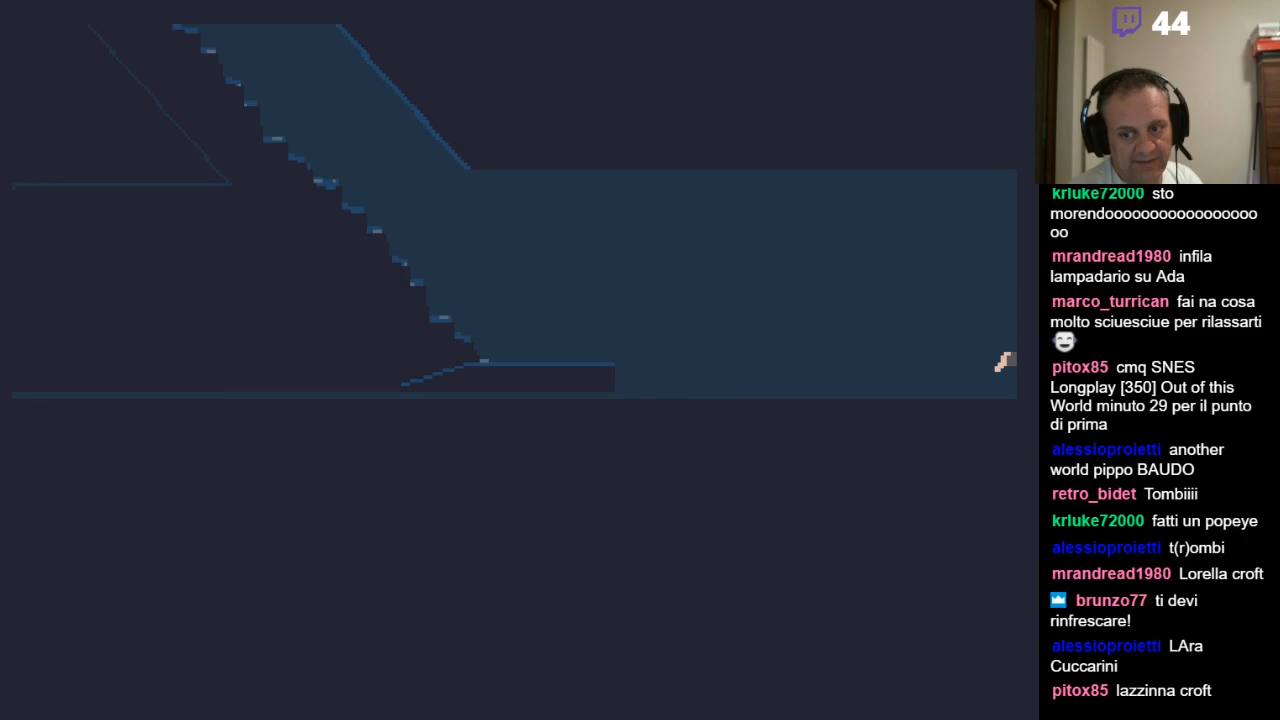 44
krluke72000 sto
morendooooooooooooooooo
oo
mrandread1980 infila
lampadario su Ada
marco_turrican fai na cosa
molto sciuesciue per rilassarti
pitox85 cmq SNES
Longplay [350] Out of this
World minuto 29 per il punto
di prima
alessioproietti another
world pippo BAUDO
retro_bidet Tombiiii
krluke72000 fatti un popeye
alessioproietti t(r)ombi
mrandread1980 Lorella croft
brunzo77 ti devi
rinfrescare!
alessioproietti LAra
Cuccarini
pitox85 lazzinna croft